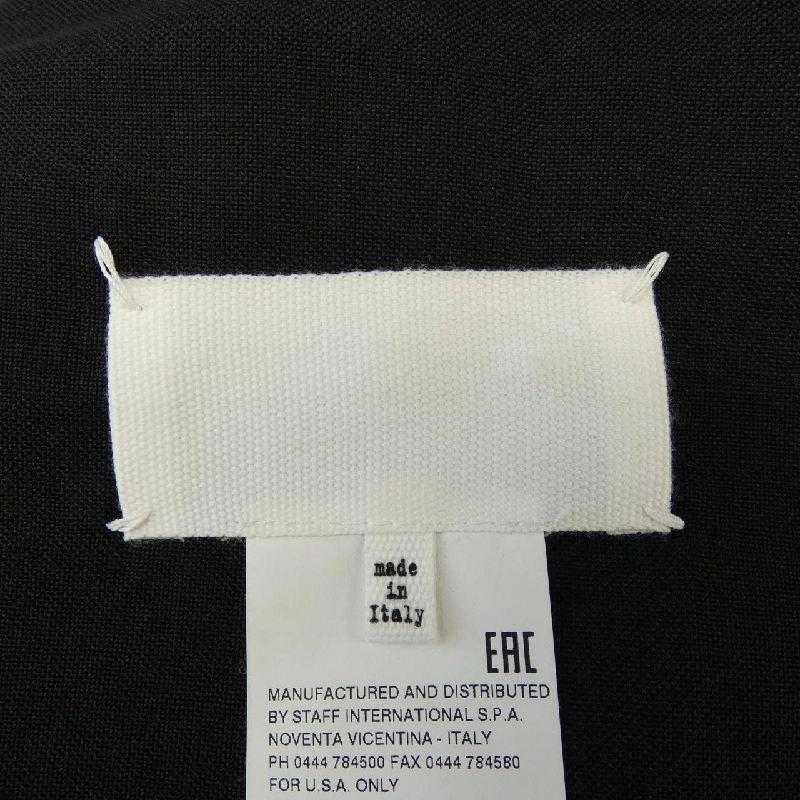 made
in
Italy
EAC
MANUFACTURED AND DISTRIBUTED
BY STAFF INTERNATIONAL S.P.A.
NOVENTA VICENTINA - ITALY
PH 0444 784500 FAX 0444 784580
FOR U.S.A. ONLY